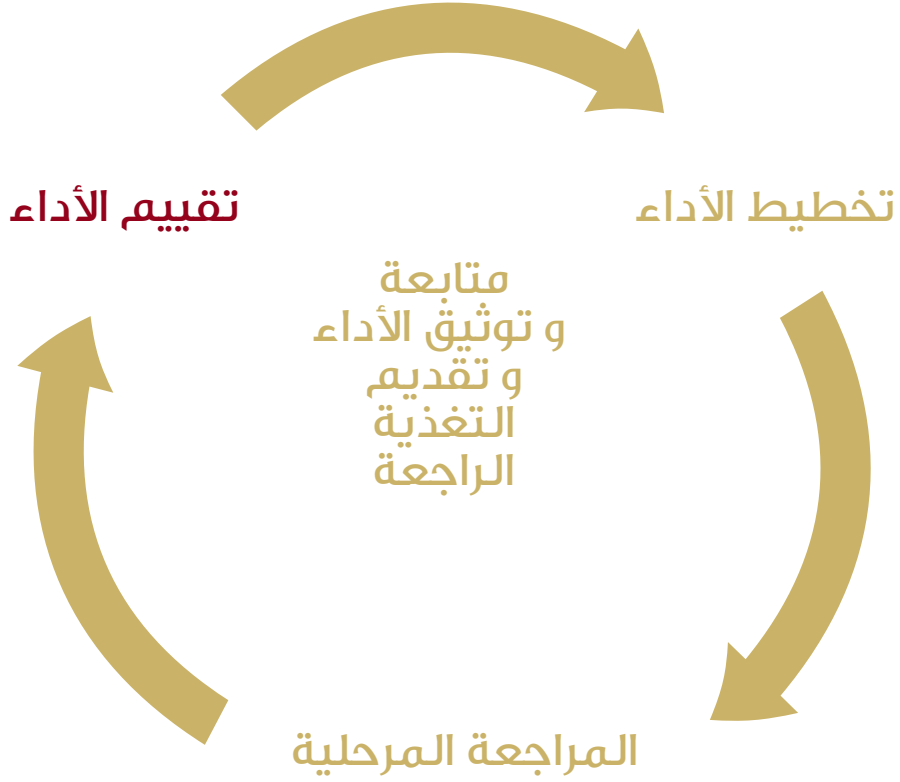 تخطيط الأداء
تقييم الأداء
متابعة
و توثيق الأداء
و تقديم
التغذية
الراجعة
المراجعة المرحلية